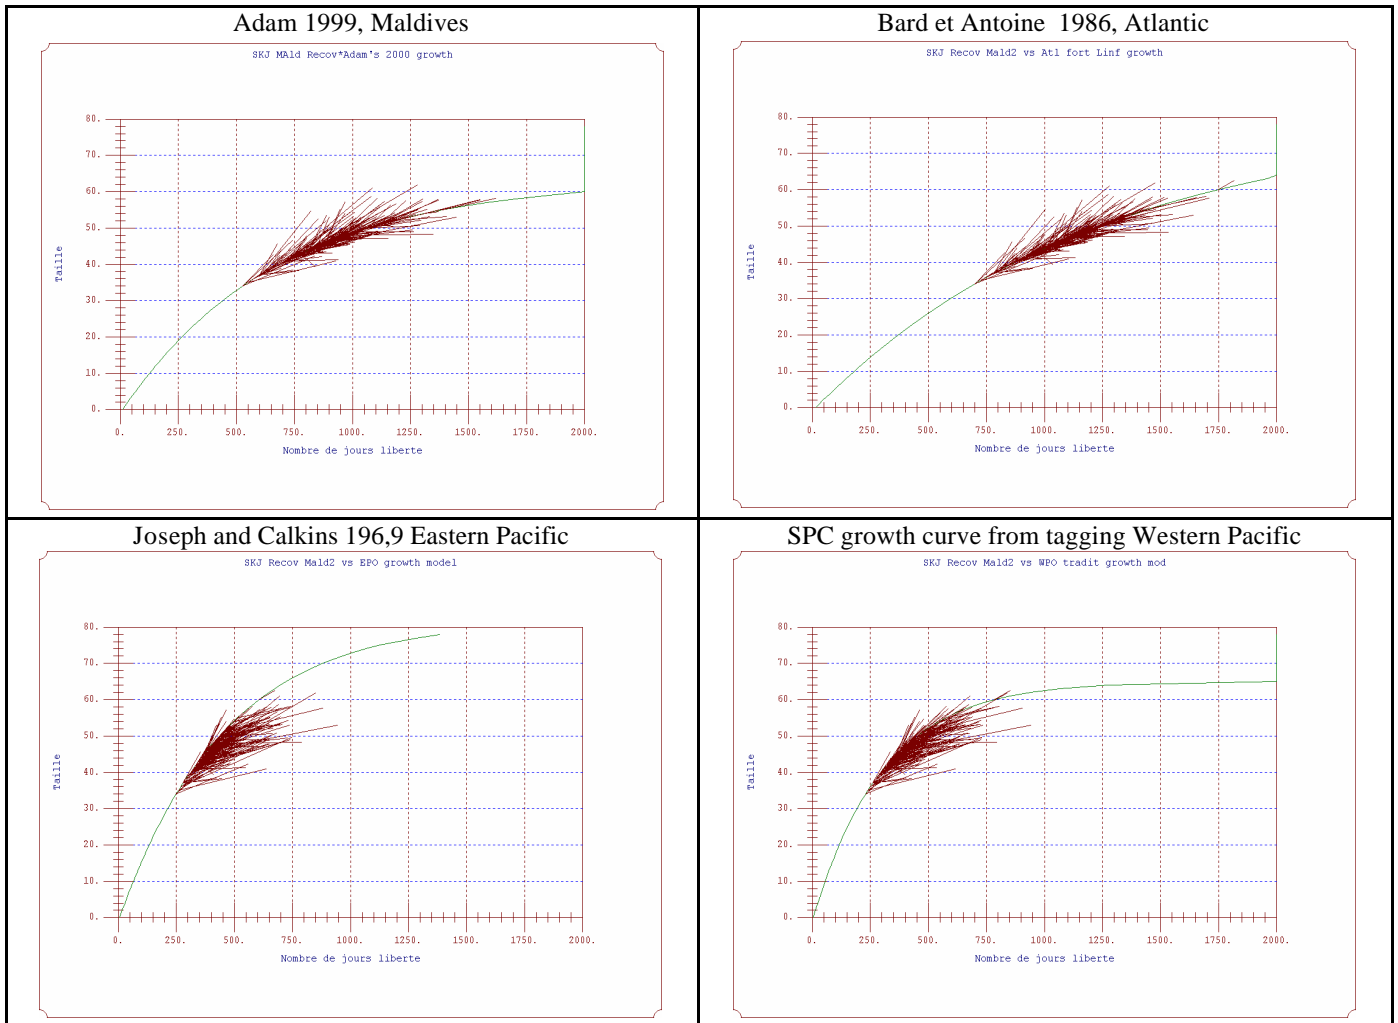 Adam 1999, Maldives
SKJ MAld Recov*Adam's 2000 growth
80.
70.
60.
50.
40.
30.
20.
10.
0.
Taille
0. 250. 500. 750. 1000. 1250. 1500. 1750. 2000.
Nombre de jours liberte
Bard et Antoine 1986, Atlantic
SKJ Recov Mald2 vs Atl fort Linf growth
80.
70.
60.
50.
40.
30.
20.
10.
0.
Taille
0. 250. 500. 750. 1000. 1250. 1500. 1750. 2000.
Nombre de jours liberte
Joseph and Calkins 196,9 Eastern Pacific
SKJ Recov Mald2 vs EPO growth model
80.
70.
60.
50.
40.
30.
20.
10.
0.
Taille
0. 250. 500. 750. 1000. 1250. 1500. 1750. 2000.
Nombre de jours liberte
SPC growth curve from tagging Western Pacific
SKJ Recov Mald2 vs WPO tradit growth mod
80.
70.
60.
50.
40.
30.
20.
10.
0.
Taille
0. 250. 500. 750. 1000. 1250. 1500. 1750. 2000.
Nombre de jours liberte